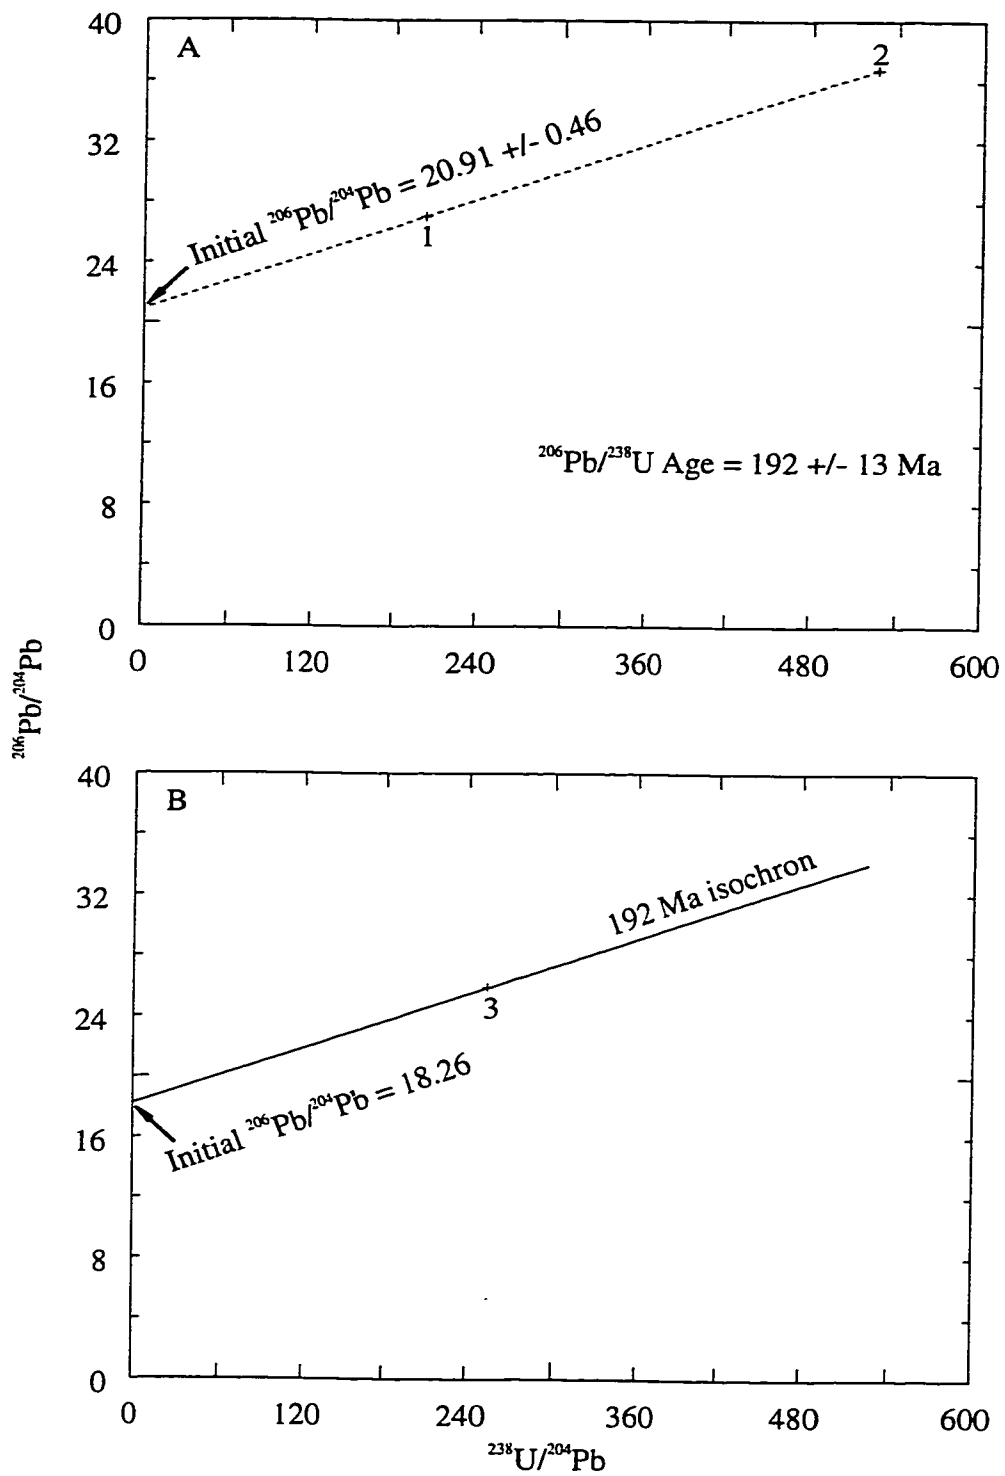 40
A
2
32
Initial ²⁰⁶Pb/²⁰⁴Pb = 20.91 +/- 0.46
1
24
16
²⁰⁶Pb/²³⁸U Age = 192 +/- 13 Ma
8
0
0 120 240 360 480 600
²⁰⁶Pb/²⁰⁴Pb
40
B
192 Ma isochron
32
3
24
Initial ²⁰⁶Pb/²⁰⁴Pb = 18.26
16
8
0
0 120 240 360 480 600
²³⁸U/²⁰⁴Pb